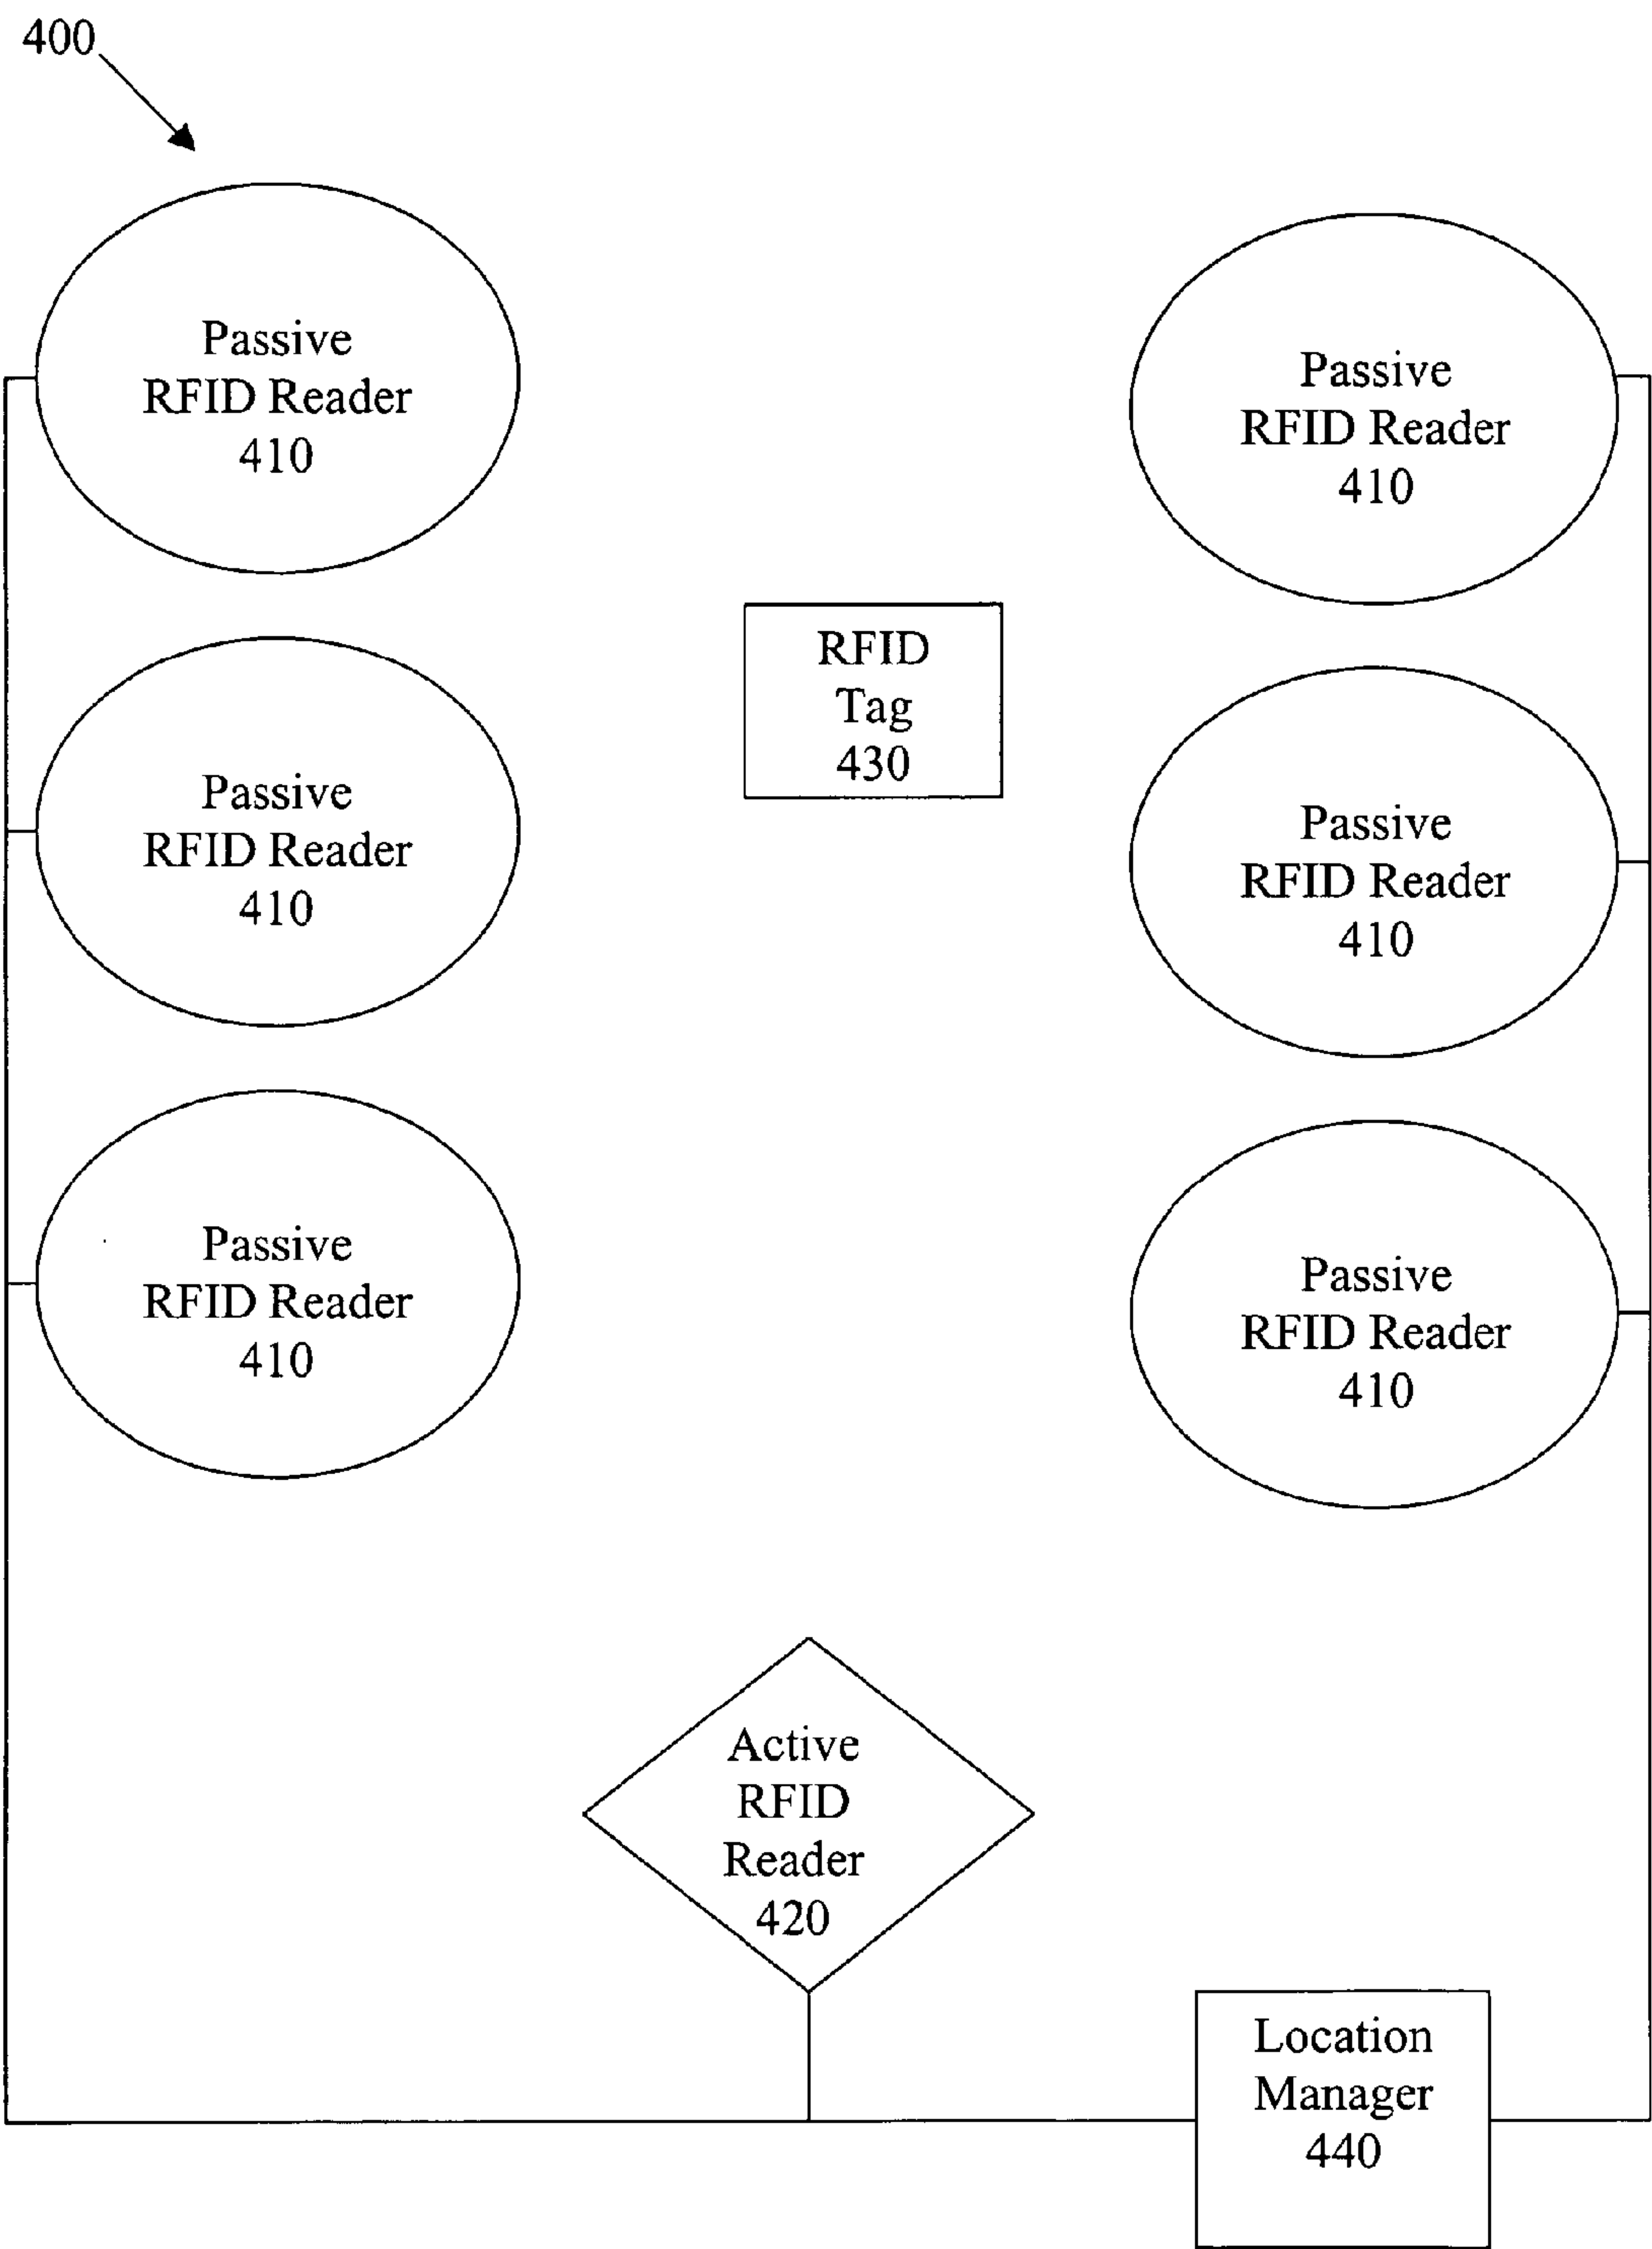 400
Passive
RFID Reader
410
Passive
RFID Reader
410
RFID
Tag
430
Passive
RFID Reader
410
Passive
RFID Reader
410
Passive
RFID Reader
410
Passive
RFID Reader
410
Active
RFID
Reader
420
Location
Manager
440